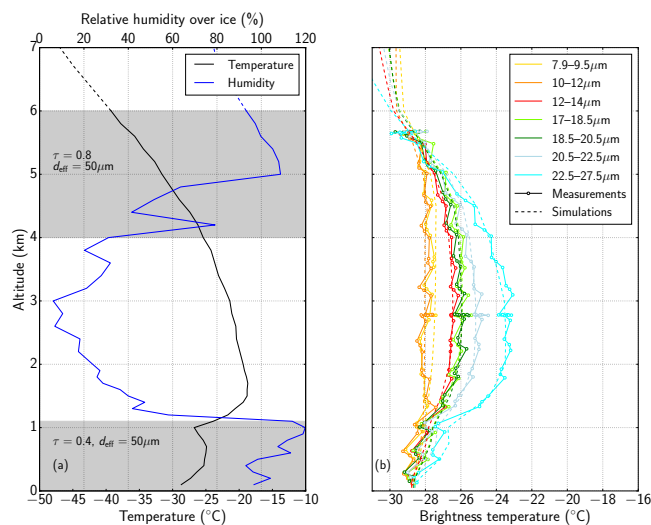 Relative humidity over ice (%)
0 20 40 60 80 100 120
7
6
5
4
3
2
1
0
Altitude (km)
Temperature
Humidity
τ = 0.8
d_eff = 50μm
τ = 0.4, d_eff = 50μm
(a)
−50 −45 −40 −35 −30 −25 −20 −15 −10
Temperature (°C)
7.9–9.5μm
10–12μm
12–14μm
17–18.5μm
18.5–20.5μm
20.5–22.5μm
22.5–27.5μm
Measurements
Simulations
(b)
−30 −28 −26 −24 −22 −20 −18 −16
Brightness temperature (°C)